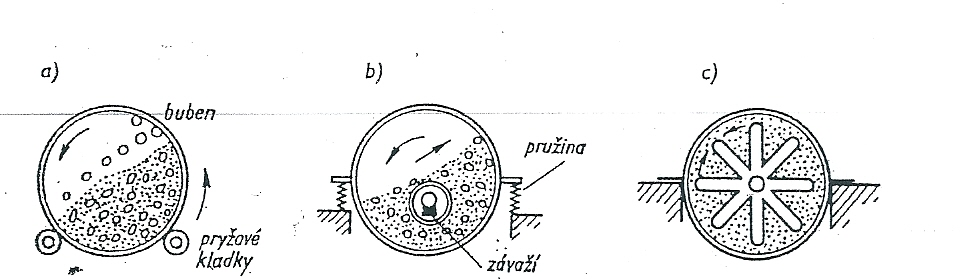 a)
buben
pryžové
kladky
b)
pružina
závaží
c)